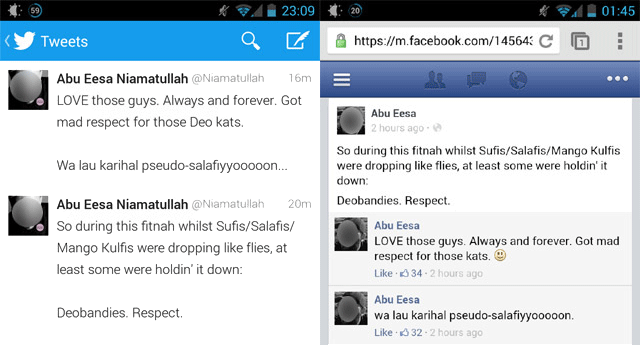 59
23:09
Tweets
Abu Eesa Niamatullah @Niamatullah 16m
LOVE those guys. Always and forever. Got
mad respect for those Deo kats.
Wa lau karihal pseudo-salafiyyooooon...
Abu Eesa Niamatullah @Niamatullah 20m
So during this fitnah whilst Sufis/Salafis/
Mango Kulfis were dropping like flies, at
least some were holdin' it down:
Deobandies. Respect.
20
01:45
https://m.facebook.com/145643
1
Abu Eesa
2 hours ago ·
So during this fitnah whilst Sufis/Salafis/Mango Kulfis
were dropping like flies, at least some were holdin' it
down:
Deobandies. Respect.
Abu Eesa
LOVE those guys. Always and forever. Got mad
respect for those kats.
Like · 34 · 2 hours ago
Abu Eesa
wa lau karihal pseudo-salafiyyooooon.
Like · 32 · 2 hours ago